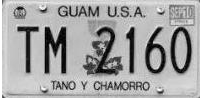 GUAM U.S.A.
TM 2160
TANO Y CHAMORRO